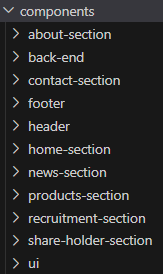 components
about-section
back-end
contact-section
footer
header
home-section
news-section
products-section
recruitment-section
share-holder-section
ui